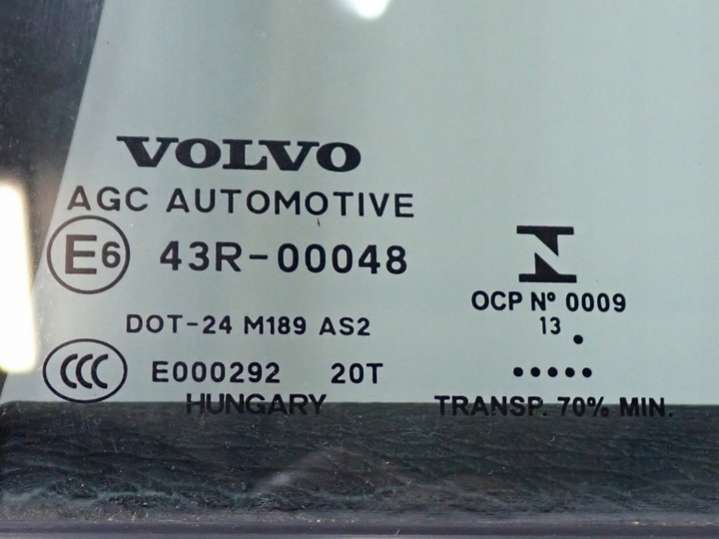 VOLVO
AGC AUTOMOTIVE
E6 43R-00048
DOT-24 M189 AS2
CCC E000292 20T
HUNGARY
N
OCP Nº 0009
13 .
.....
TRANSP. 70% MIN.